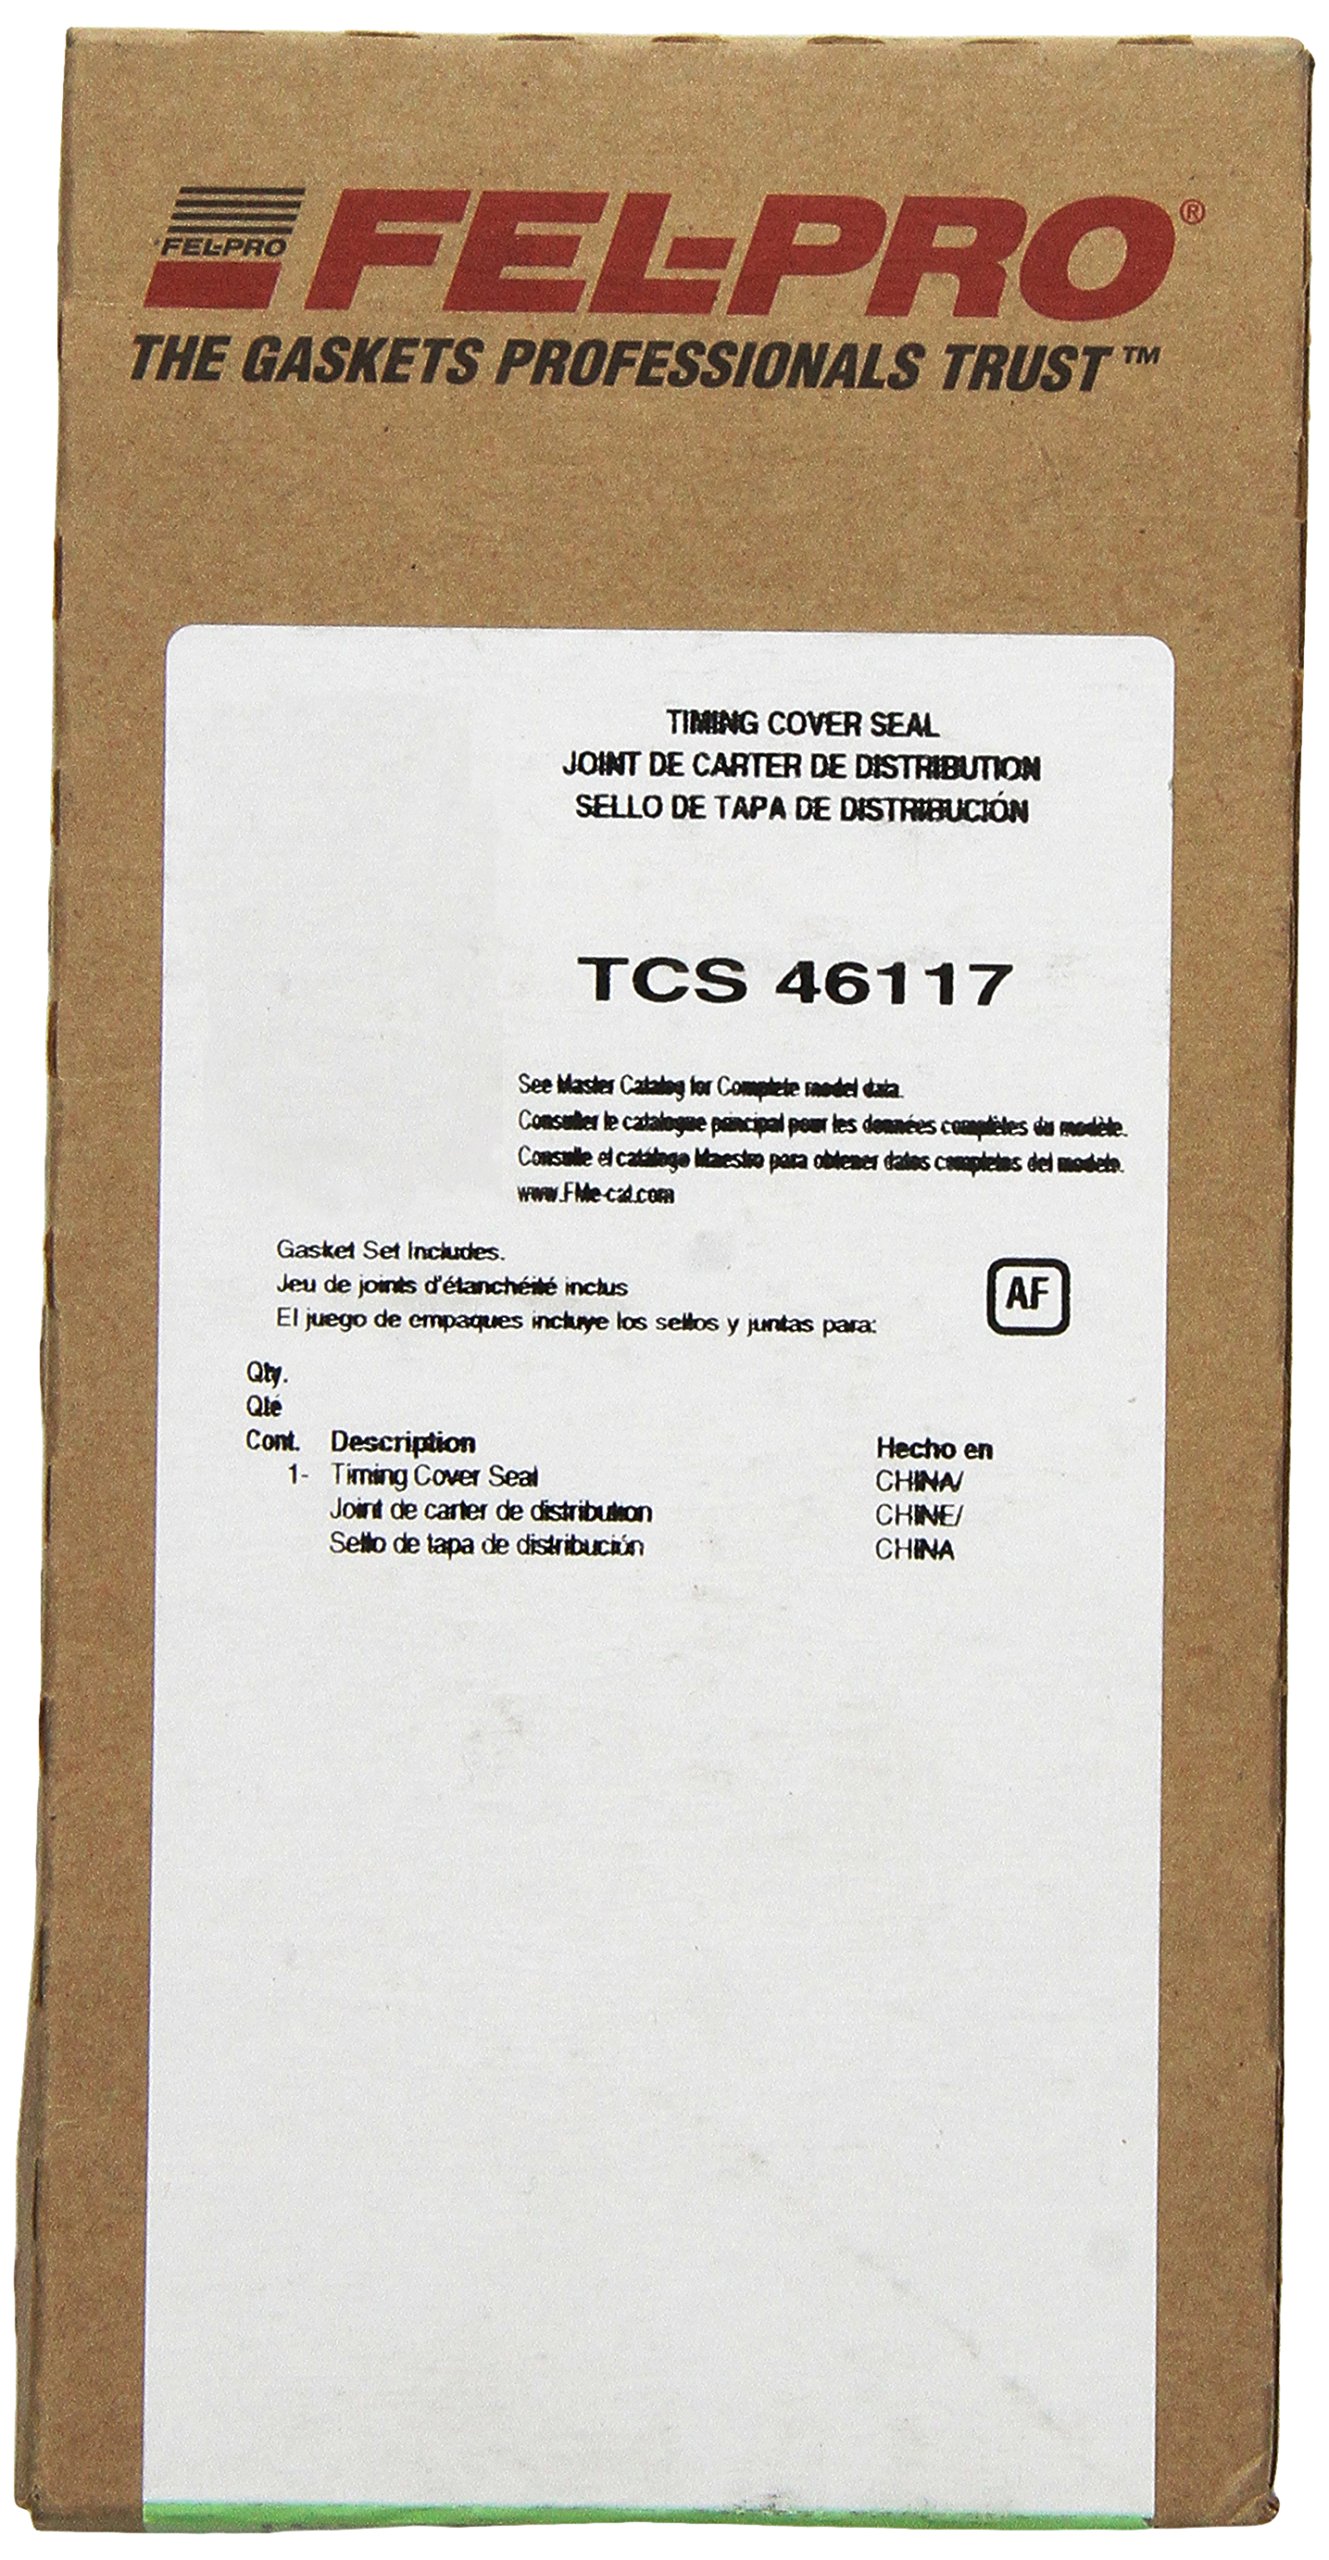 FEL-PRO
FEL-PRO®
THE GASKETS PROFESSIONALS TRUST™
TIMING COVER SEAL
JOINT DE CARTER DE DISTRIBUTION
SELLO DE TAPA DE DISTRIBUCIÓN
TCS 46117
See Master Catalog for Complete model data.
Consulter le catalogue principal pour les données complètes du modèle.
Consulte el catálogo Maestro para obtener datos completos del modelo.
www.FMe-cat.com
Gasket Set Includes.
Jeu de joints d'étanchéité inclus
El juego de empaques incluye los sellos y juntas para:
AF
Qty.
Qté
Cont. Description Hecho en
1- Timing Cover Seal CHINA/
Joint de carter de distribution CHINE/
Sello de tapa de distribución CHINA